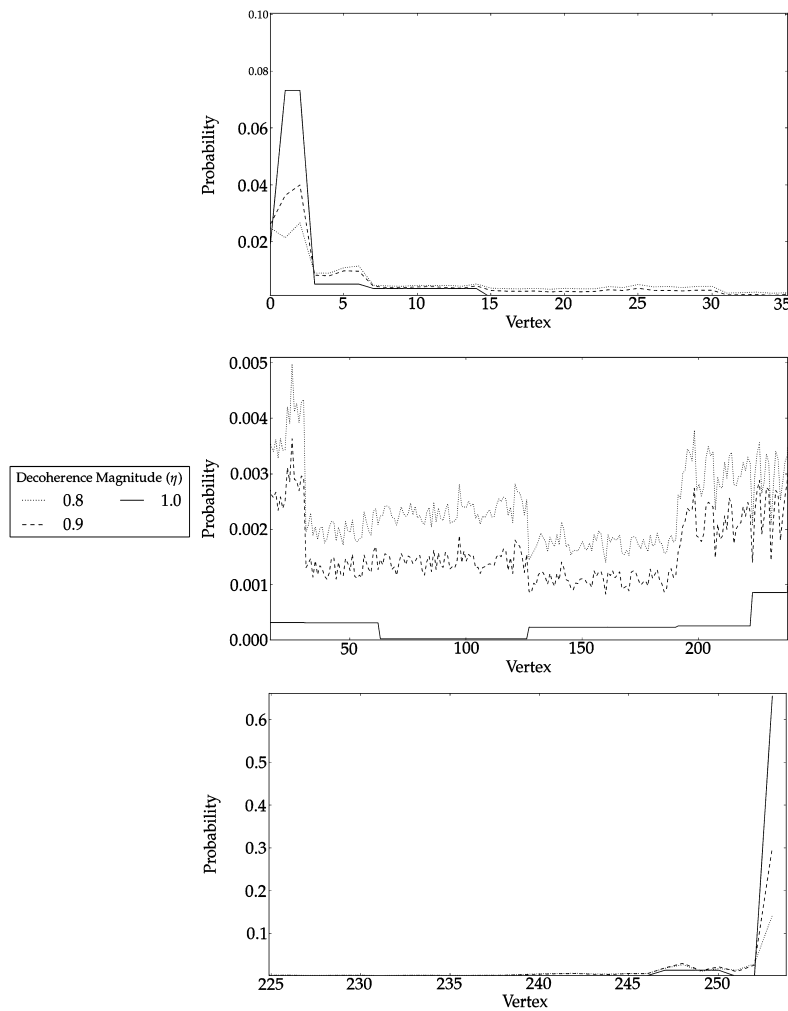 0.10
0.08
0.06
0.04
0.02
Probability
0 5 10 15 20 25 30 35
Vertex
0.005
0.004
0.003
0.002
0.001
0.000
Probability
50 100 150 200
Vertex
Decoherence Magnitude (η)
0.8 1.0
0.9
0.6
0.5
0.4
0.3
0.2
0.1
Probability
225 230 235 240 245 250
Vertex